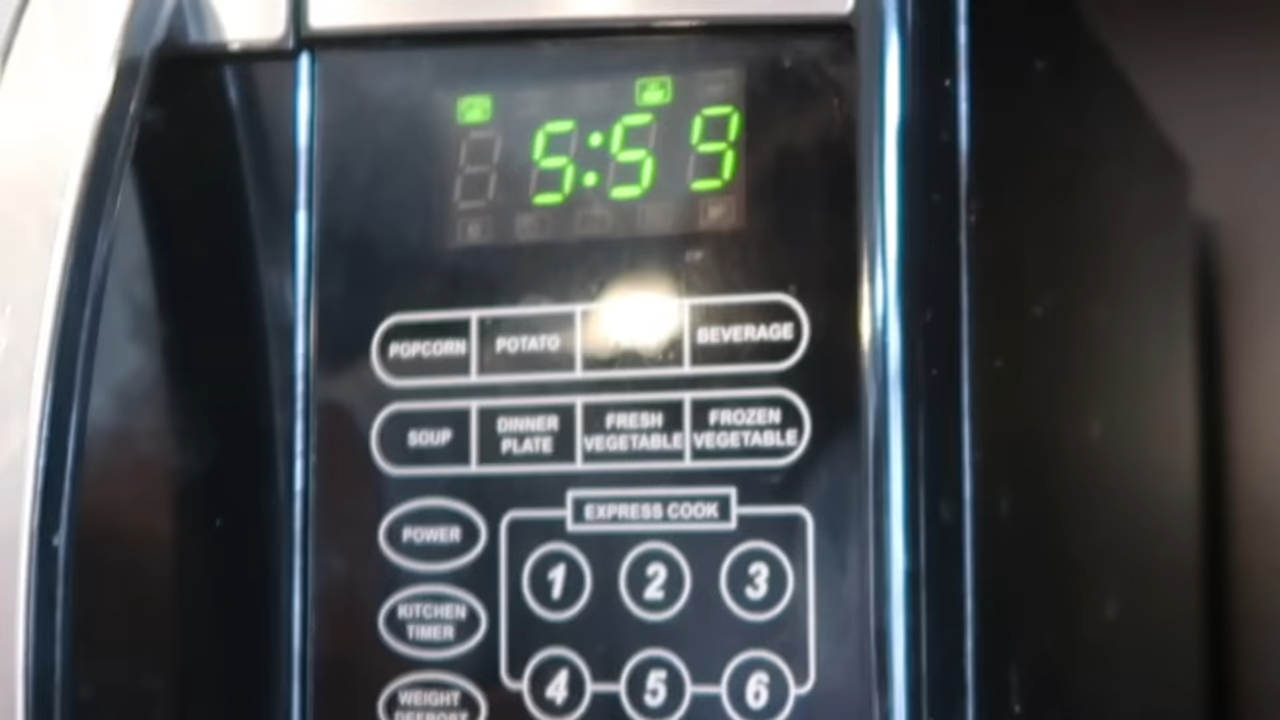 5:59
POPCORN POTATO BEVERAGE
SOUP DINNER PLATE FRESH VEGETABLE FROZEN VEGETABLE
POWER
EXPRESS COOK
1 2 3
KITCHEN TIMER
4 5 6
WEIGHT DEFROST